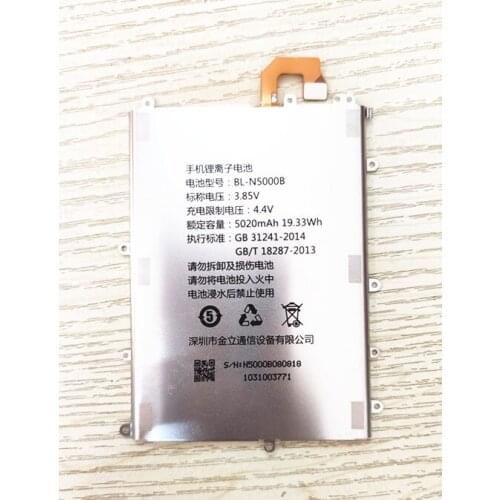 手机锂离子电池
电池型号: BL-N5000B
标称电压: 3.85V
充电限制电压: 4.4V
额定容量: 5020mAh 19.33Wh
执行标准: GB 31241-2014
GB/T 18287-2013
请勿拆卸及损伤电池
请勿将电池投入火中
电池浸水后禁止使用
5
深圳市金立通信设备有限公司
S/N:N5000B080818
1031003771